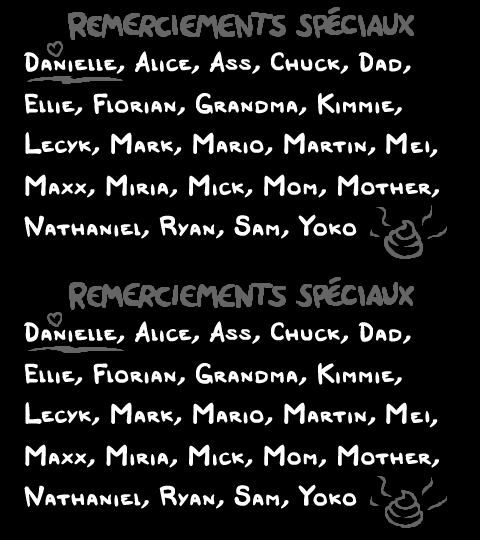 Remerciements spéciaux
Danielle, Alice, Ass, Chuck, Dad,
Ellie, Florian, Grandma, Kimmie,
Lecyk, Mark, Mario, Martin, Mei,
Maxx, Miria, Mick, Mom, Mother,
Nathaniel, Ryan, Sam, Yoko
Remerciements spéciaux
Danielle, Alice, Ass, Chuck, Dad,
Ellie, Florian, Grandma, Kimmie,
Lecyk, Mark, Mario, Martin, Mei,
Maxx, Miria, Mick, Mom, Mother,
Nathaniel, Ryan, Sam, Yoko